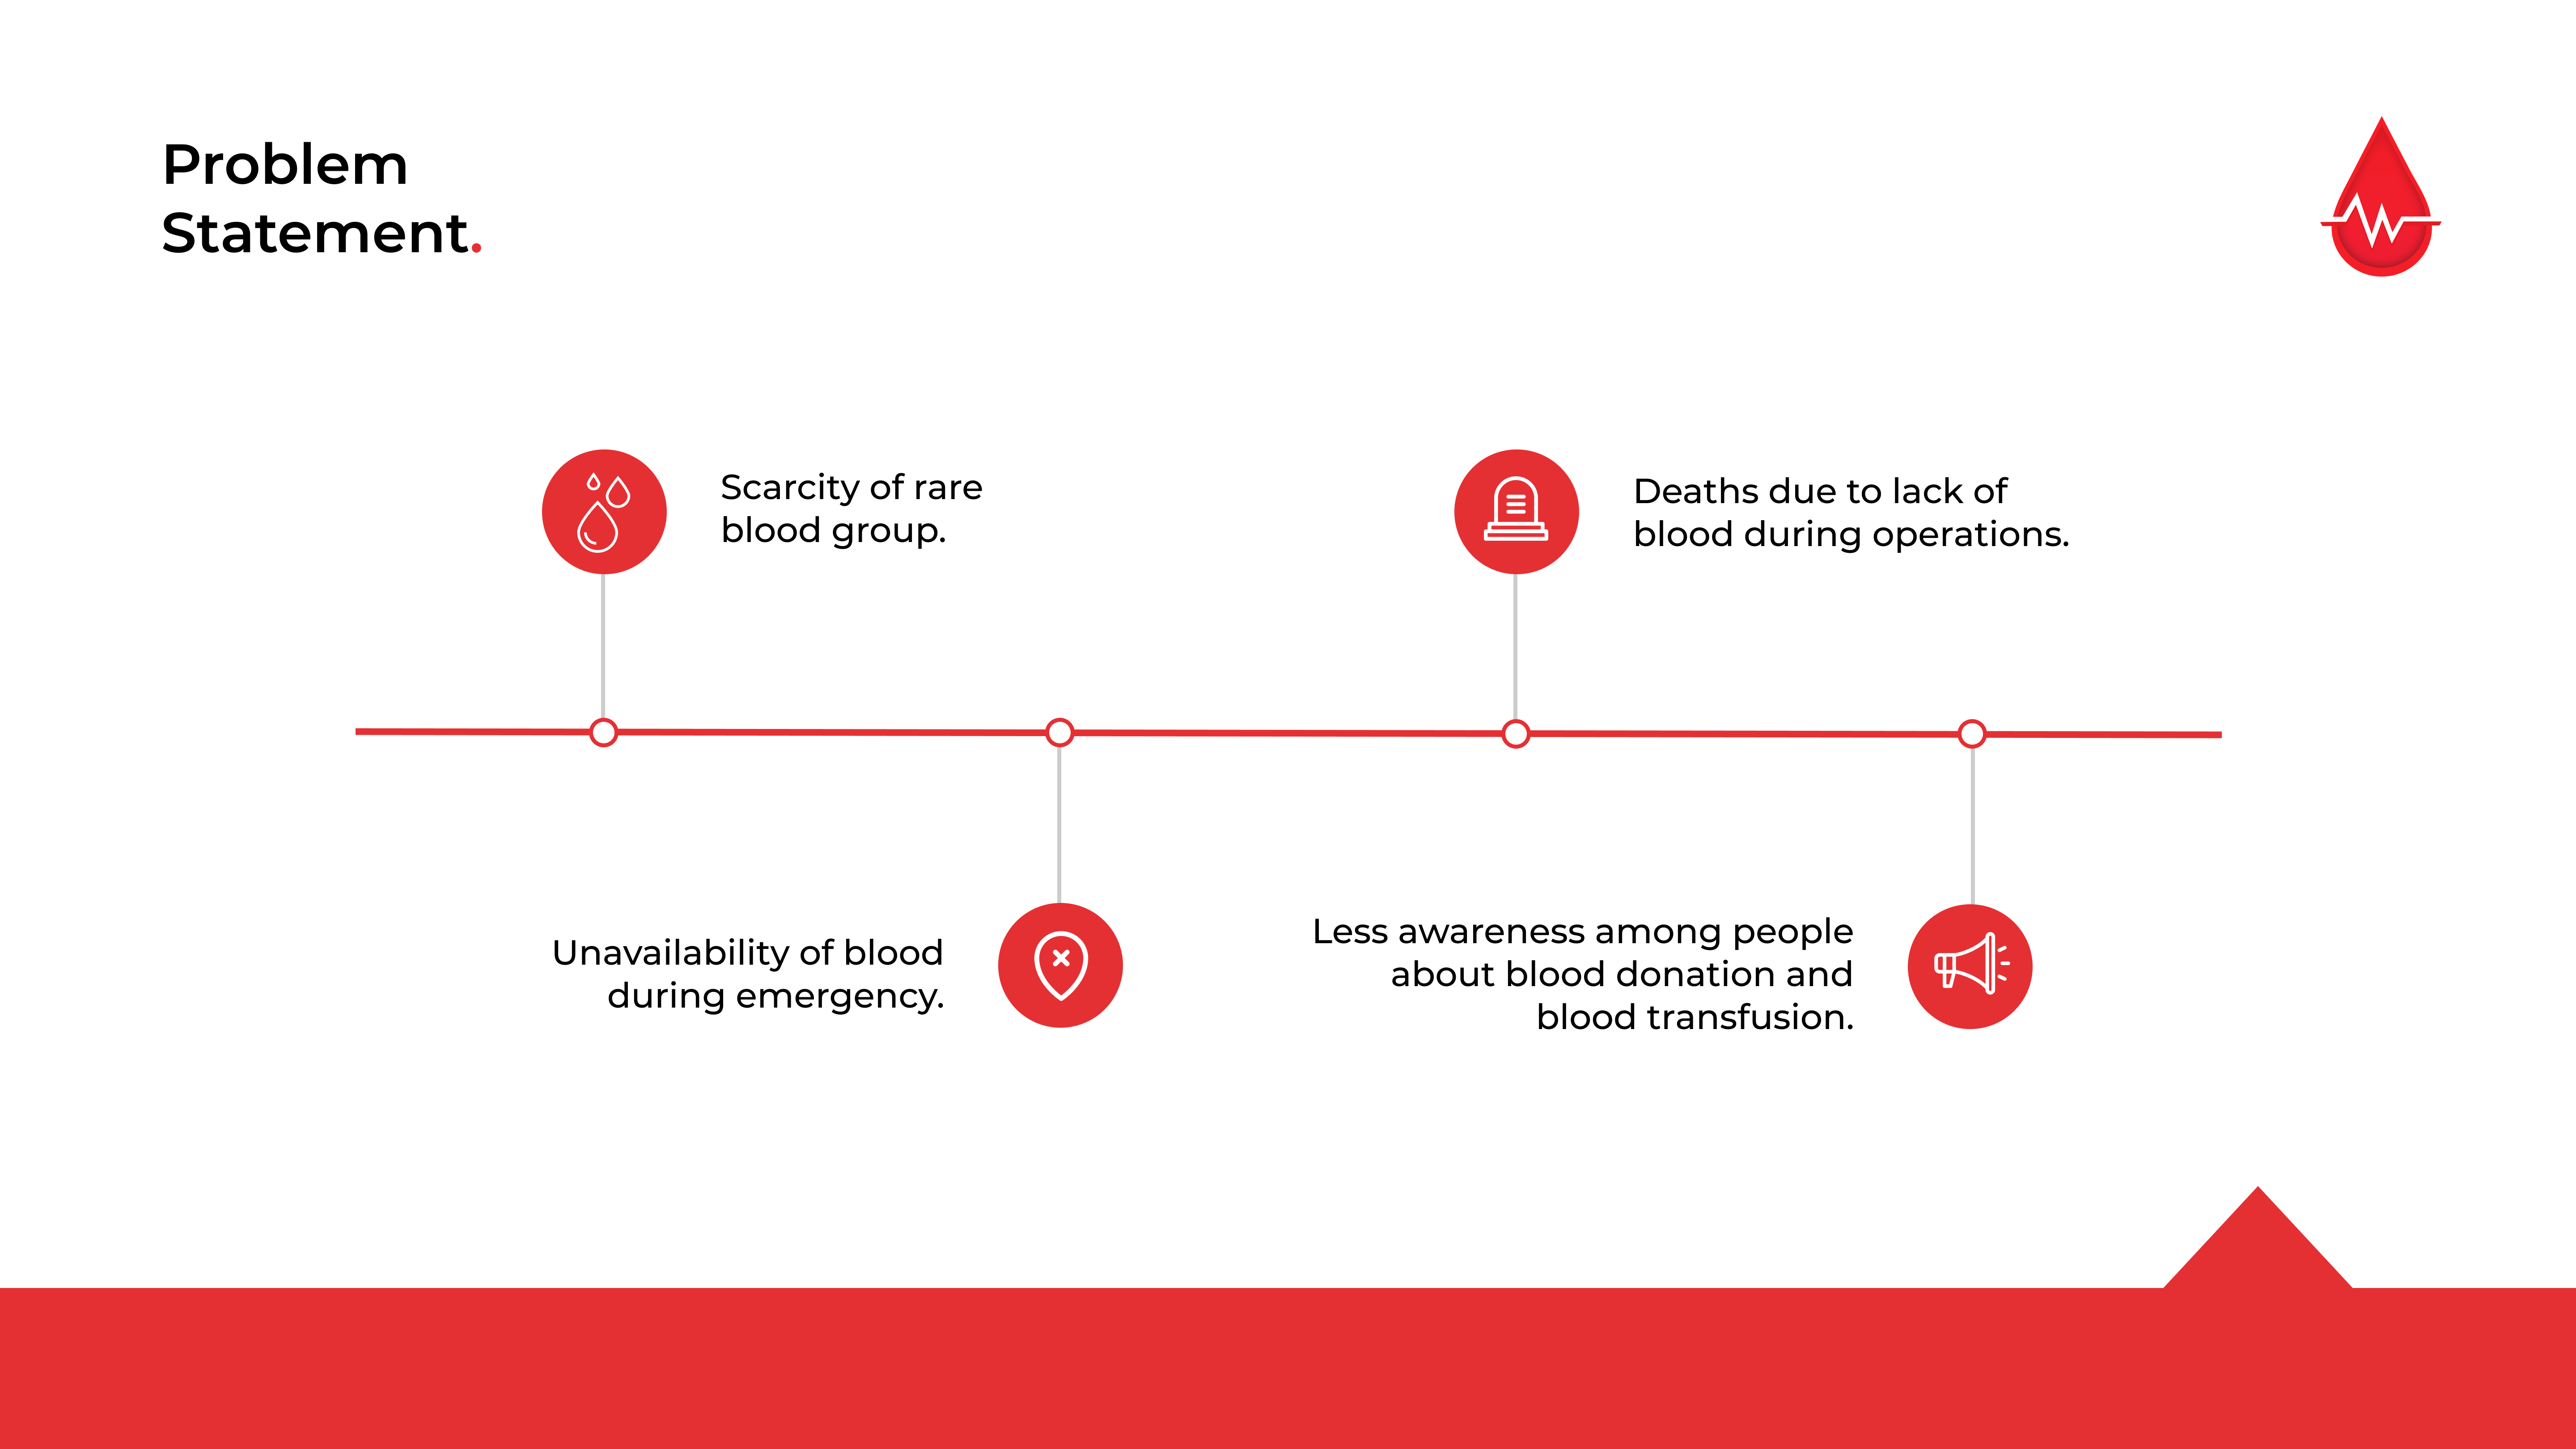 Problem
Statement.
Scarcity of rare
blood group.
Deaths due to lack of
blood during operations.
Unavailability of blood
during emergency.
Less awareness among people
about blood donation and
blood transfusion.